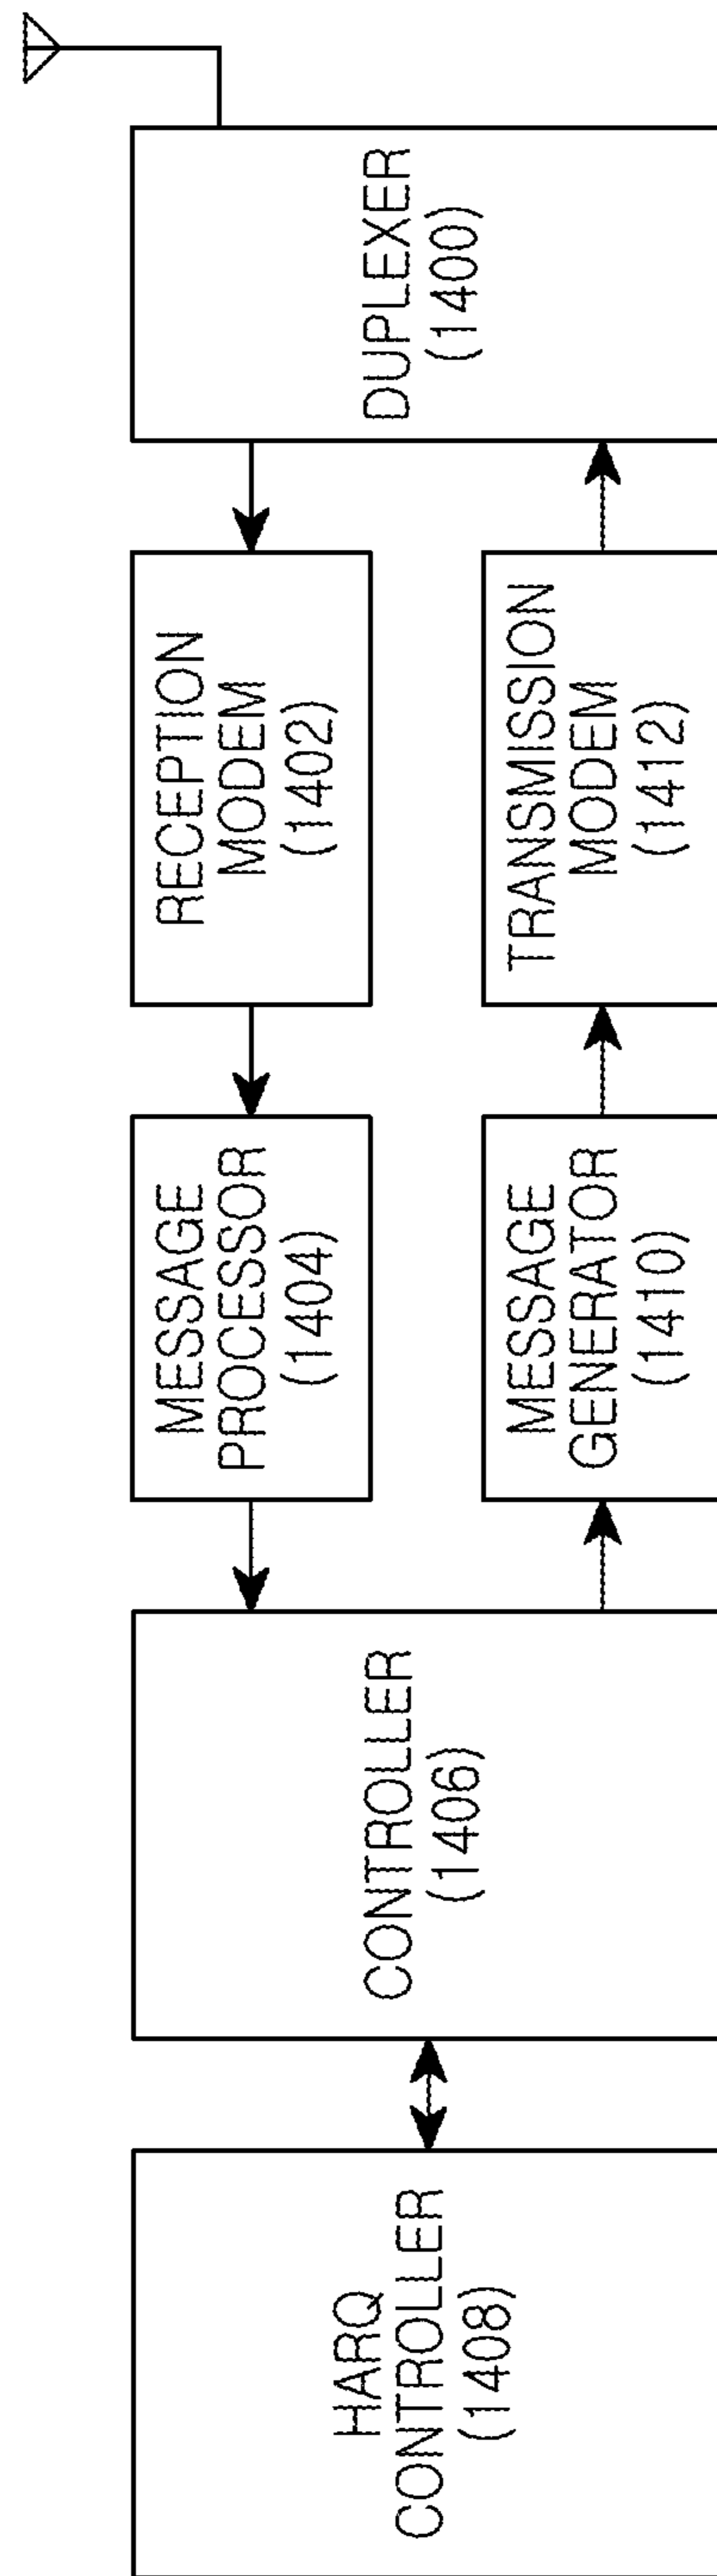 HARQ
CONTROLLER
(1408)
CONTROLLER
(1406)
MESSAGE
PROCESSOR
(1404)
RECEPTION
MODEM
(1402)
MESSAGE
GENERATOR
(1410)
TRANSMISSION
MODEM
(1412)
DUPLEXER
(1400)